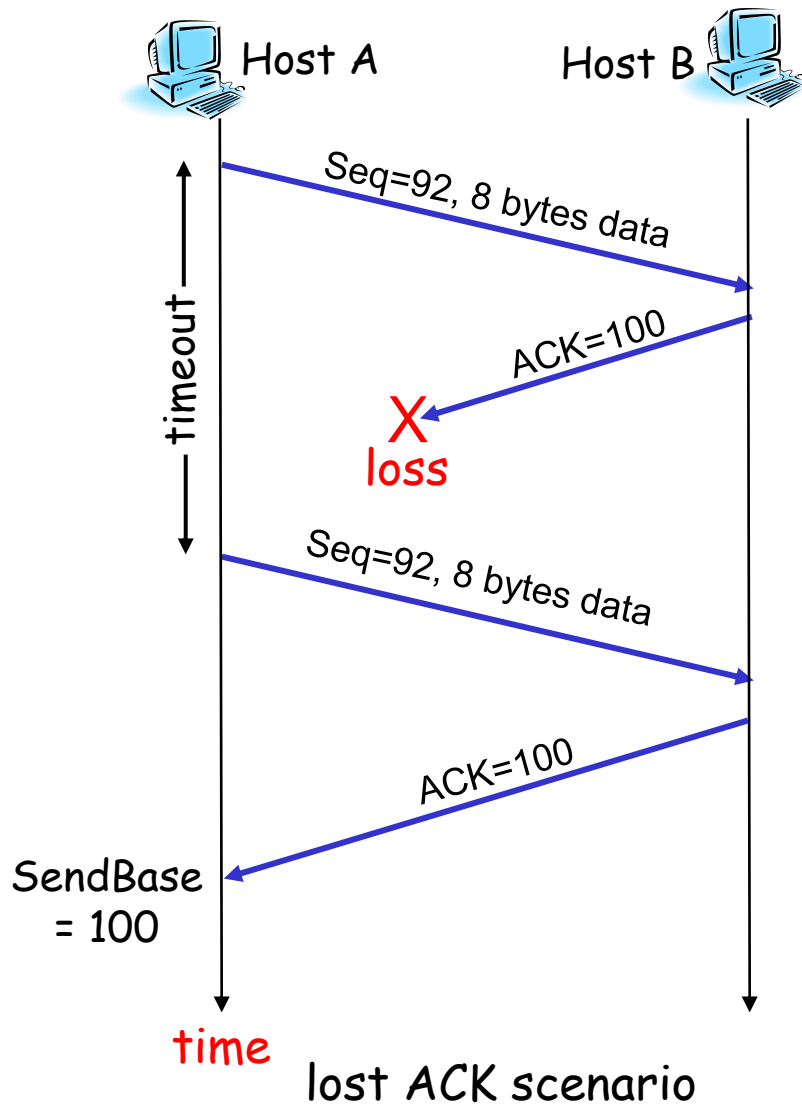 Host A
Host B
Seq=92, 8 bytes data
timeout
ACK=100
X
loss
Seq=92, 8 bytes data
ACK=100
SendBase
= 100
time
lost ACK scenario